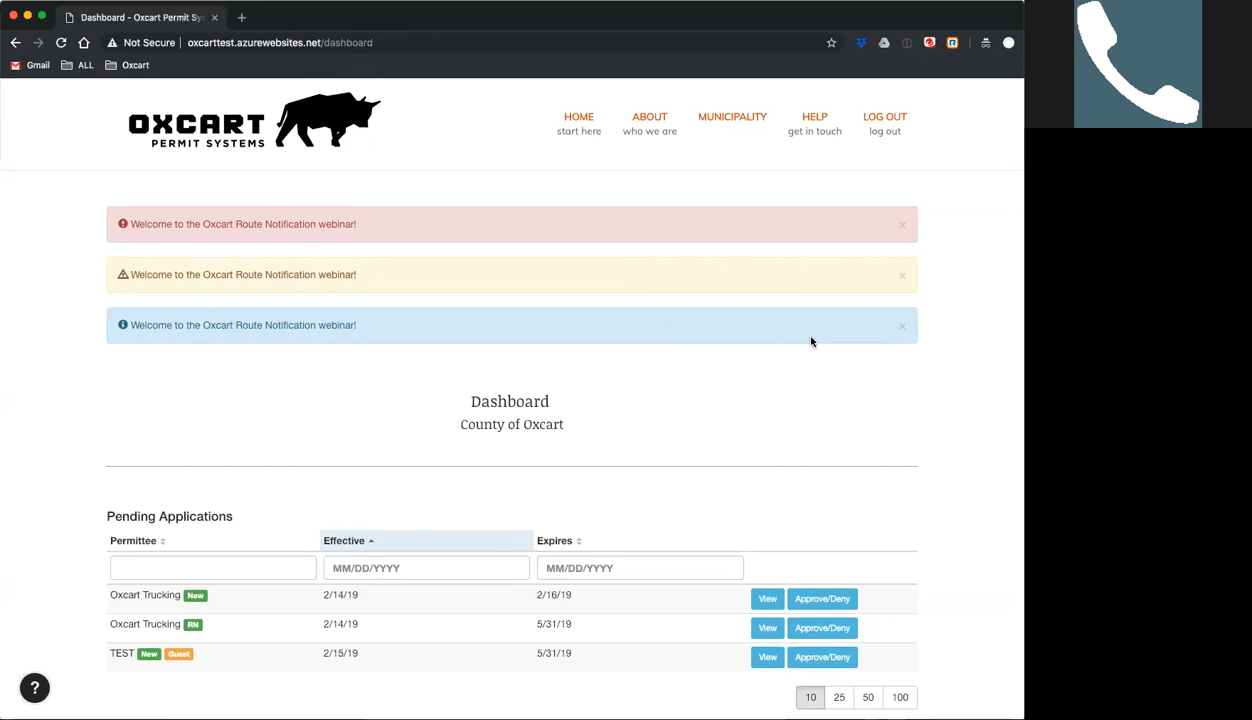 Dashboard - Oxcart Permit Sy
Not Secure | oxcarttest.azurewebsites.net/dashboard
Gmail ALL Oxcart
OXCART
PERMIT SYSTEMS
HOME ABOUT MUNICIPALITY HELP LOG OUT
start here who we are get in touch log out
Welcome to the Oxcart Route Notification webinar!
Welcome to the Oxcart Route Notification webinar!
Welcome to the Oxcart Route Notification webinar!
Dashboard
County of Oxcart
Pending Applications
Permittee Effective Expires
MM/DD/YYYY MM/DD/YYYY
Oxcart Trucking New 2/14/19 2/16/19 View Approve/Deny
Oxcart Trucking RN 2/14/19 5/31/19 View Approve/Deny
TEST New Guest 2/15/19 5/31/19 View Approve/Deny
?
10 25 50 100